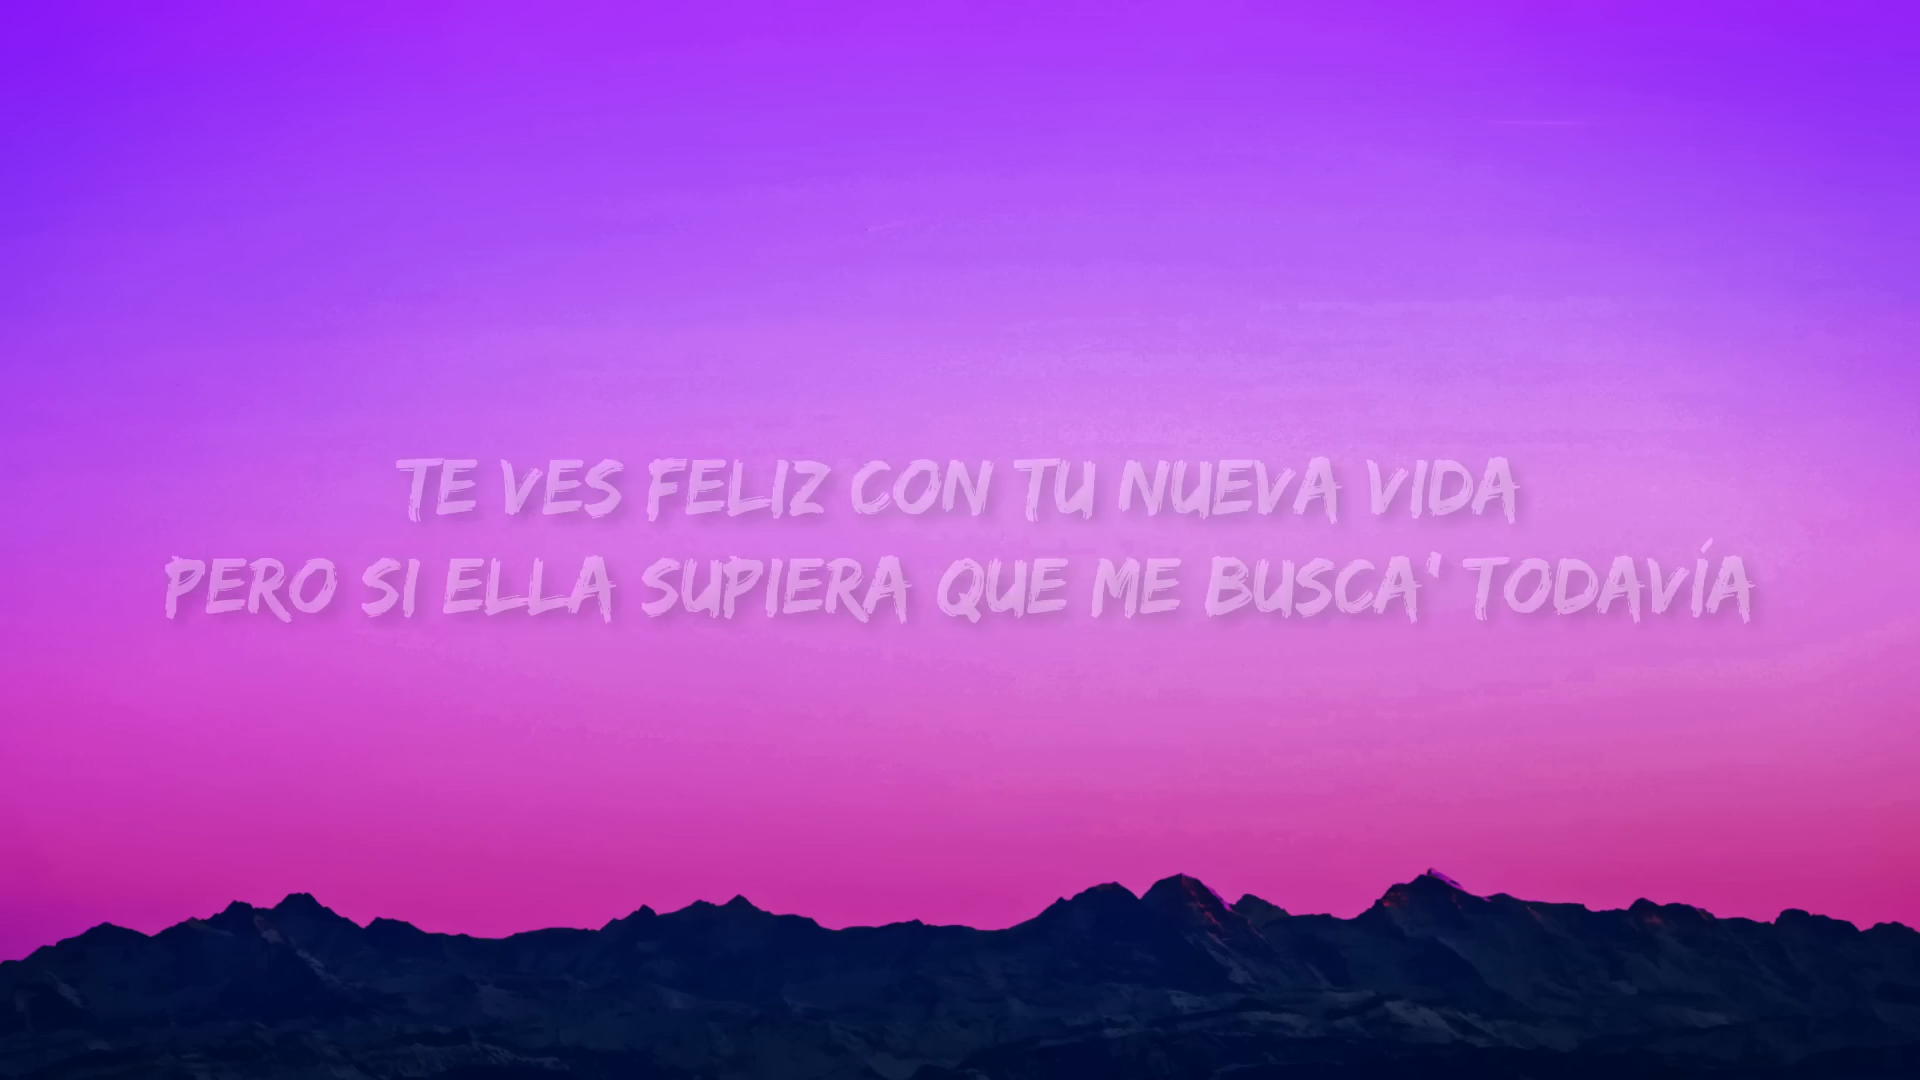 TE VES FELIZ CON TU NUEVA VIDA
PERO SI ELLA SUPIERA QUE ME BUSCA' TODAVÍA